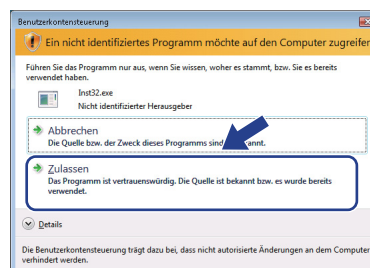 Benutzerkontensteuerung
Ein nicht identifiziertes Programm möchte auf den Computer zugreifen
Führen Sie das Programm nur aus, wenn Sie wissen, woher es stammt, bzw. Sie es bereits
verwendet haben.
Inst32.exe
Nicht identifizierter Herausgeber
Abbrechen
Die Quelle bzw. der Zweck dieses Programms sind
Zulassen
Das Programm ist vertrauenswürdig. Die Quelle ist bekannt bzw. es wurde bereits
verwendet.
Details
Die Benutzerkontensteuerung trägt dazu bei, dass nicht autorisierte Änderungen an dem Computer
verhindert werden.